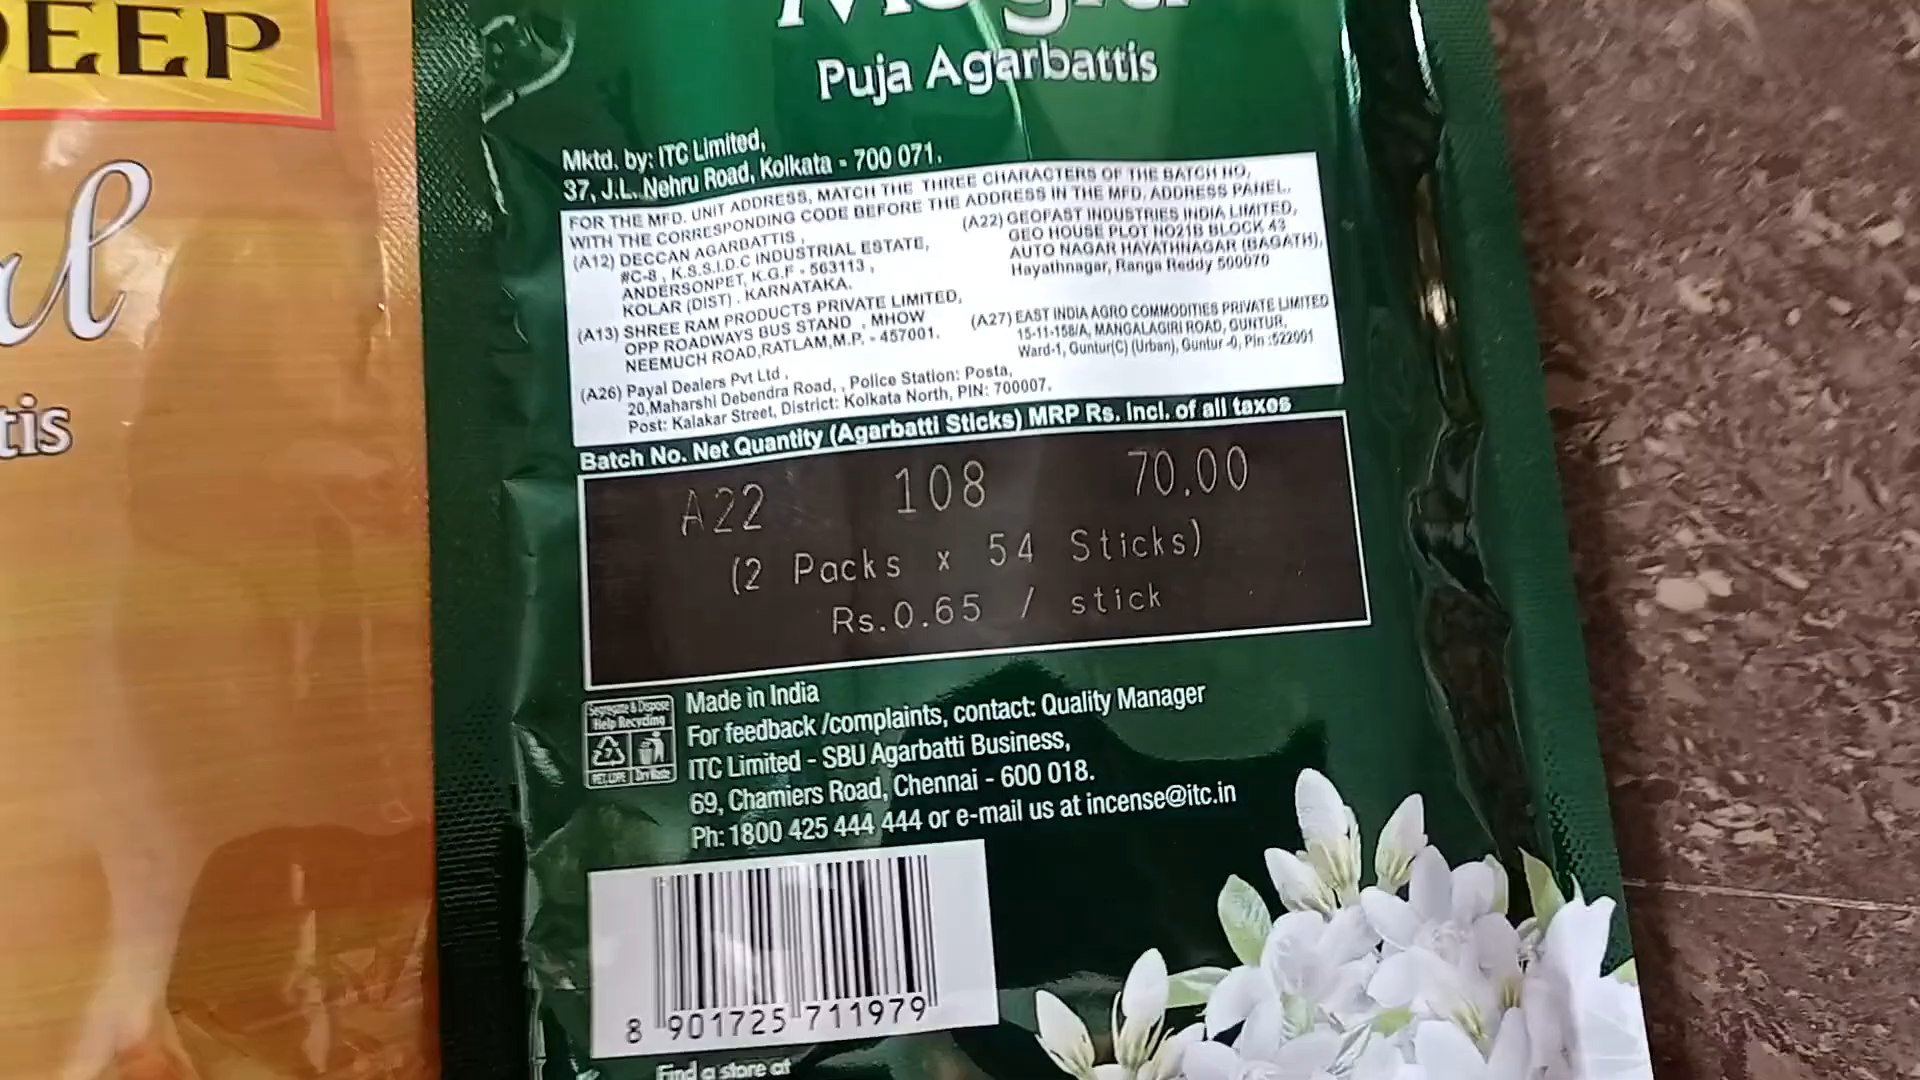 DEEP
tis
Puja Agarbattis
Mktd. by: ITC Limited,
37, J.L. Nehru Road, Kolkata - 700 071.
FOR THE MFD. UNIT ADDRESS, MATCH THE THREE CHARACTERS OF THE BATCH NO,
WITH THE CORRESPONDING CODE BEFORE THE ADDRESS IN THE MFD. ADDRESS PANEL.
(A12) DECCAN AGARBATTIS,
#C-8, K.S.S.I.D.C INDUSTRIAL ESTATE,
ANDERSONPET, K.G.F - 563113,
KOLAR (DIST), KARNATAKA.
(A13) SHREE RAM PRODUCTS PRIVATE LIMITED,
OPP ROADWAYS BUS STAND, MHOW
NEEMUCH ROAD,RATLAM,M.P. - 457001.
(A26) Payal Dealers Pvt Ltd,
20,Maharshi Debendra Road, , Police Station: Posta,
Post: Kalakar Street, District: Kolkata North, PIN: 700007.
(A22) GEOFAST INDUSTRIES INDIA LIMITED,
GEO HOUSE PLOT NO21B BLOCK 43
AUTO NAGAR HAYATHNAGAR (BAGATH),
Hayathnagar, Ranga Reddy 500070
(A27) EAST INDIA AGRO COMMODITIES PRIVATE LIMITED
15-11-158/A, MANGALAGIRI ROAD, GUNTUR,
Ward-1, Guntur(C) (Urban), Guntur -0, Pin :522001
Batch No. Net Quantity (Agarbatti Sticks) MRP Rs. Incl. of all taxes
A22 108 70.00
(2 Packs x 54 Sticks)
Rs.0.65 / stick
Segregate & Dispose
Help Recycling
7
PET, LDPE Dry Waste
Made in India
For feedback /complaints, contact: Quality Manager
ITC Limited - SBU Agarbatti Business,
69, Chamiers Road, Chennai - 600 018.
Ph: 1800 425 444 444 or e-mail us at incense@itc.in
8 901725 711979
Find a store at